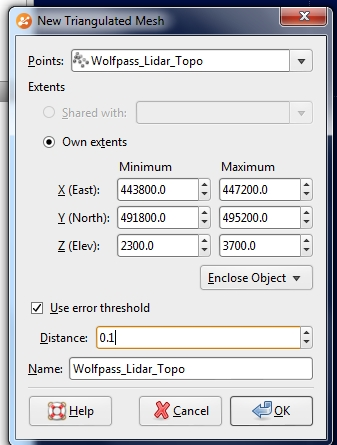 New Triangulated Mesh
Points: Wolfpass_Lidar_Topo
Extents
Shared with:
Own extents
Minimum Maximum
X (East): 443800.0 447200.0
Y (North): 491800.0 495200.0
Z (Elev): 2300.0 3700.0
Enclose Object
Use error threshold
Distance: 0.1
Name: Wolfpass_Lidar_Topo
Help Cancel OK